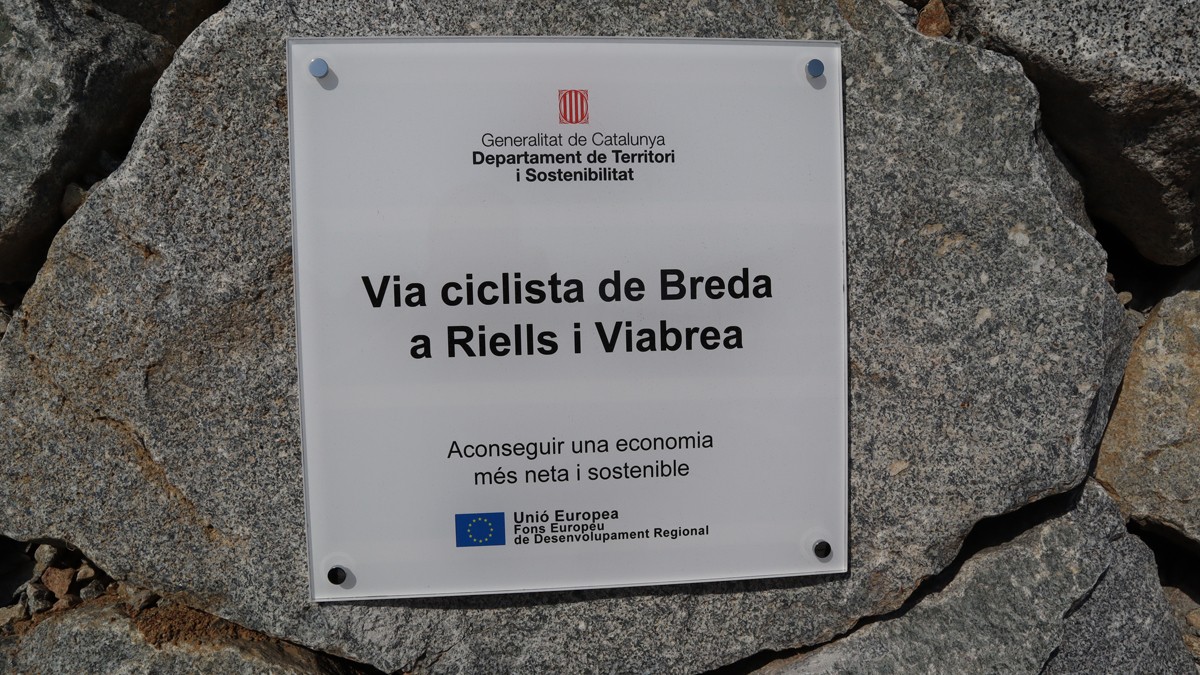 Generalitat de Catalunya
Departament de Territori
i Sostenibilitat
Via ciclista de Breda
a Riells i Viabrea
Aconseguir una economia
més neta i sostenible
Unió Europea
Fons Europeu
de Desenvolupament Regional